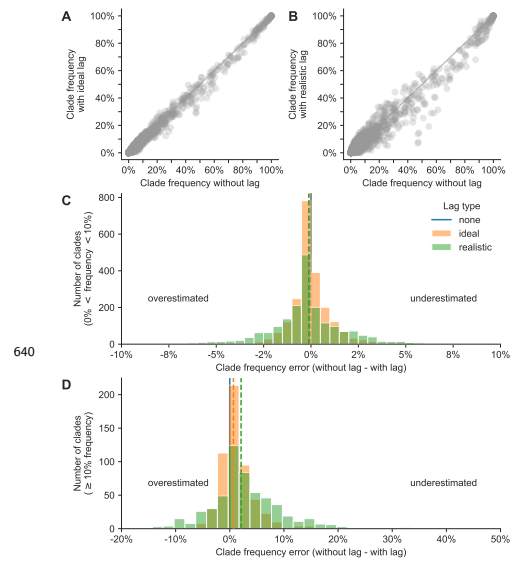 A
B
Clade frequency
with ideal lag
100%
80%
60%
40%
20%
0%
0% 20% 40% 60% 80% 100%
Clade frequency without lag
Clade frequency
with realistic lag
100%
80%
60%
40%
20%
0%
0% 20% 40% 60% 80% 100%
Clade frequency without lag
C
Number of clades
(0% < frequency < 10%)
800
600
400
200
0
overestimated
underestimated
Lag type
none
ideal
realistic
-10% -8% -5% -2% 0% 2% 5% 8% 10%
Clade frequency error (without lag - with lag)
640
D
Number of clades
(≥ 10% frequency)
200
150
100
50
0
overestimated
underestimated
-20% -10% 0% 10% 20% 30% 40% 50%
Clade frequency error (without lag - with lag)